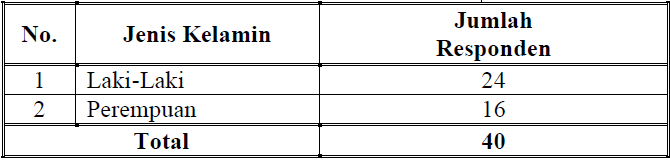 No. Jenis Kelamin Jumlah Responden
1 Laki-Laki 24
2 Perempuan 16
Total 40